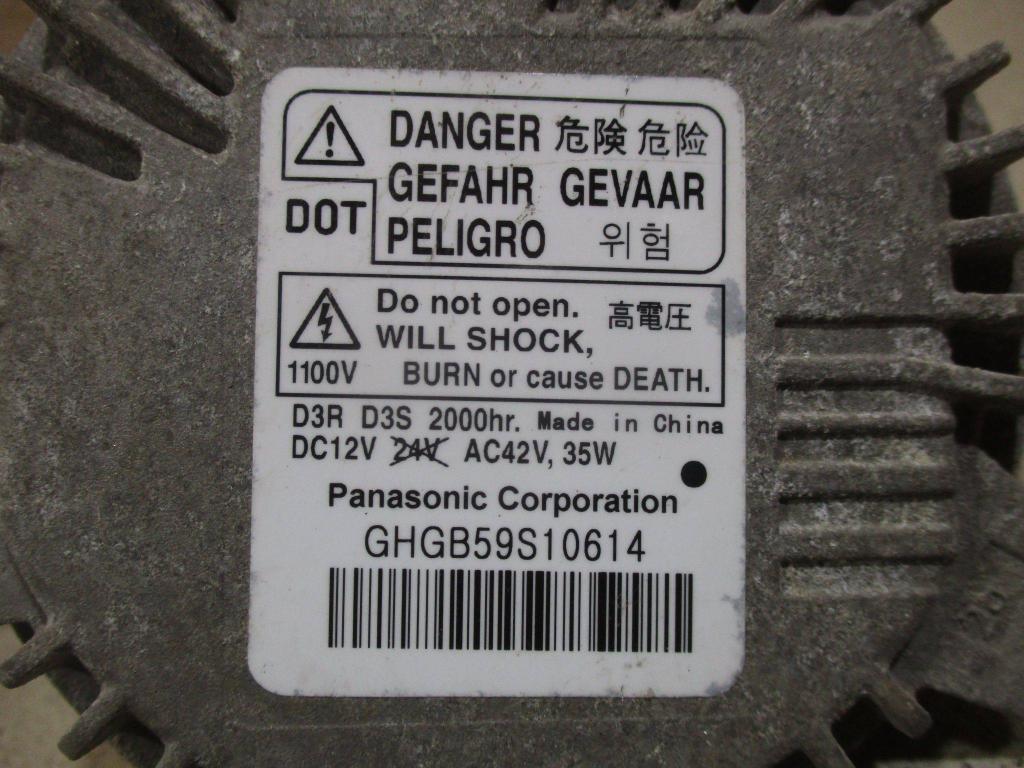 DANGER 危険 危险
GEFAHR GEVAAR
DOT
PELIGRO 위험
Do not open. 高電圧
WILL SHOCK,
1100V BURN or cause DEATH.
D3R D3S 2000hr. Made in China
DC12V 24V AC42V, 35W
Panasonic Corporation
GHGB59S10614